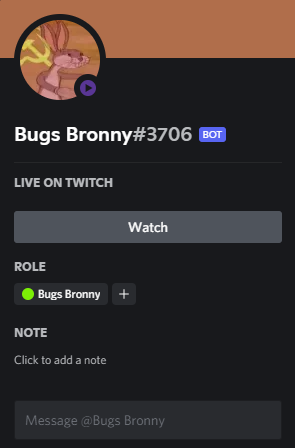 Bugs Bronny#3706 BOT
LIVE ON TWITCH
Watch
ROLE
Bugs Bronny +
NOTE
Click to add a note
Message @Bugs Bronny